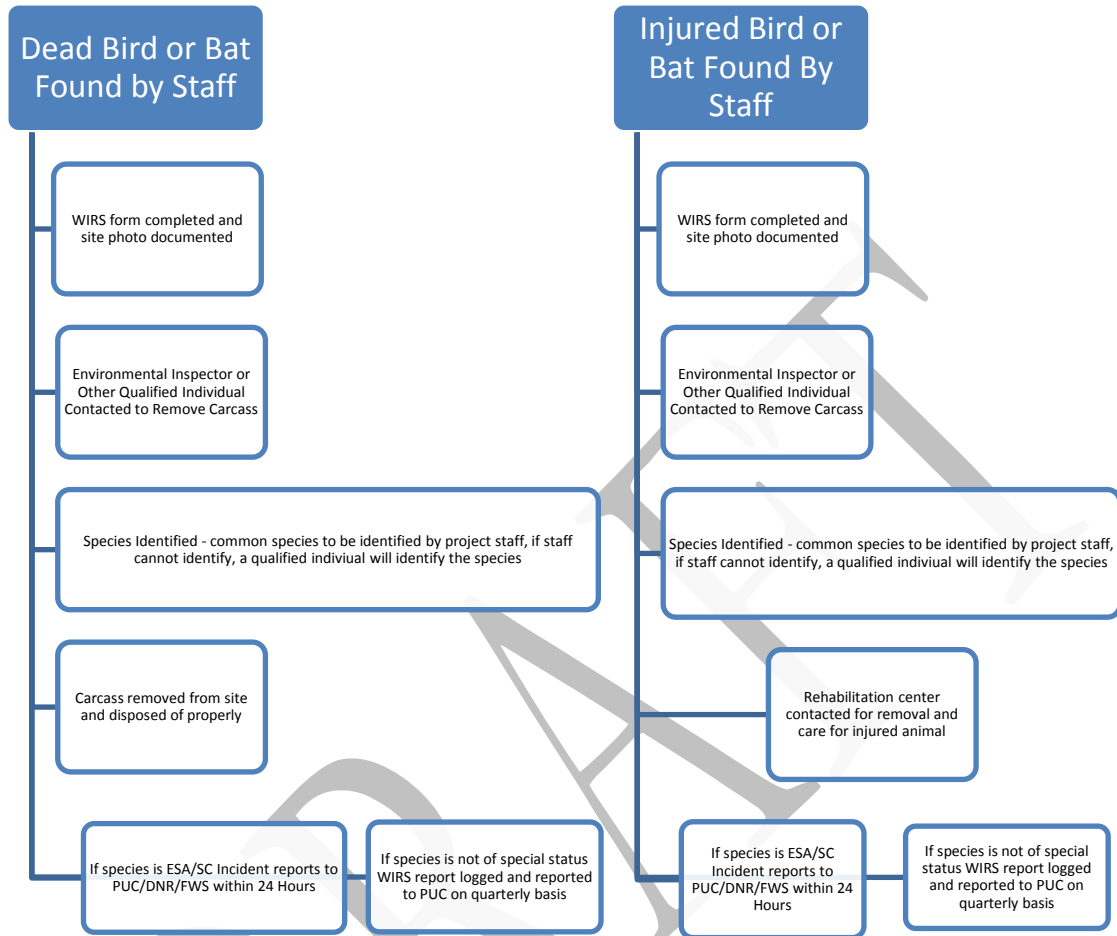 Dead Bird or Bat
Found by Staff
WIRS form completed and
site photo documented
Environmental Inspector or
Other Qualified Individual
Contacted to Remove Carcass
Species Identified - common species to be identified by project staff, if staff
cannot identify, a qualified indiviual will identify the species
Carcass removed from site
and disposed of properly
If species is ESA/SC Incident reports to
PUC/DNR/FWS within 24 Hours
If species is not of special status
WIRS report logged and reported
to PUC on quarterly basis
Injured Bird or
Bat Found By
Staff
WIRS form completed and
site photo documented
Environmental Inspector or
Other Qualified Individual
Contacted to Remove Carcass
Species Identified - common species to be identified by project staff,
if staff cannot identify, a qualified indiviual will identify the species
Rehabilitation center
contacted for removal and
care for injured animal
If species is ESA/SC
Incident reports to
PUC/DNR/FWS within 24
Hours
If species is not of special
status WIRS report logged
and reported to PUC on
quarterly basis
DRAFT